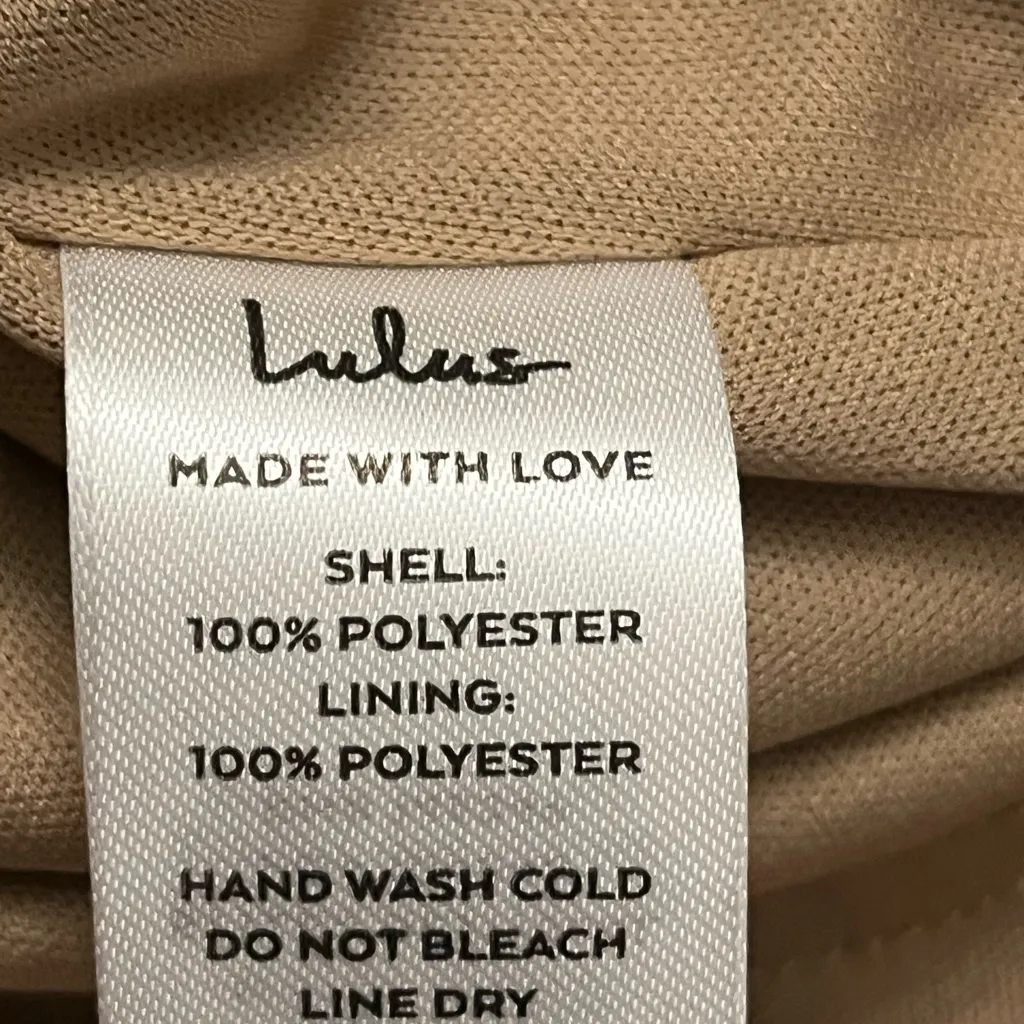 Lulus
MADE WITH LOVE
SHELL:
100% POLYESTER
LINING:
100% POLYESTER
HAND WASH COLD
DO NOT BLEACH
LINE DRY